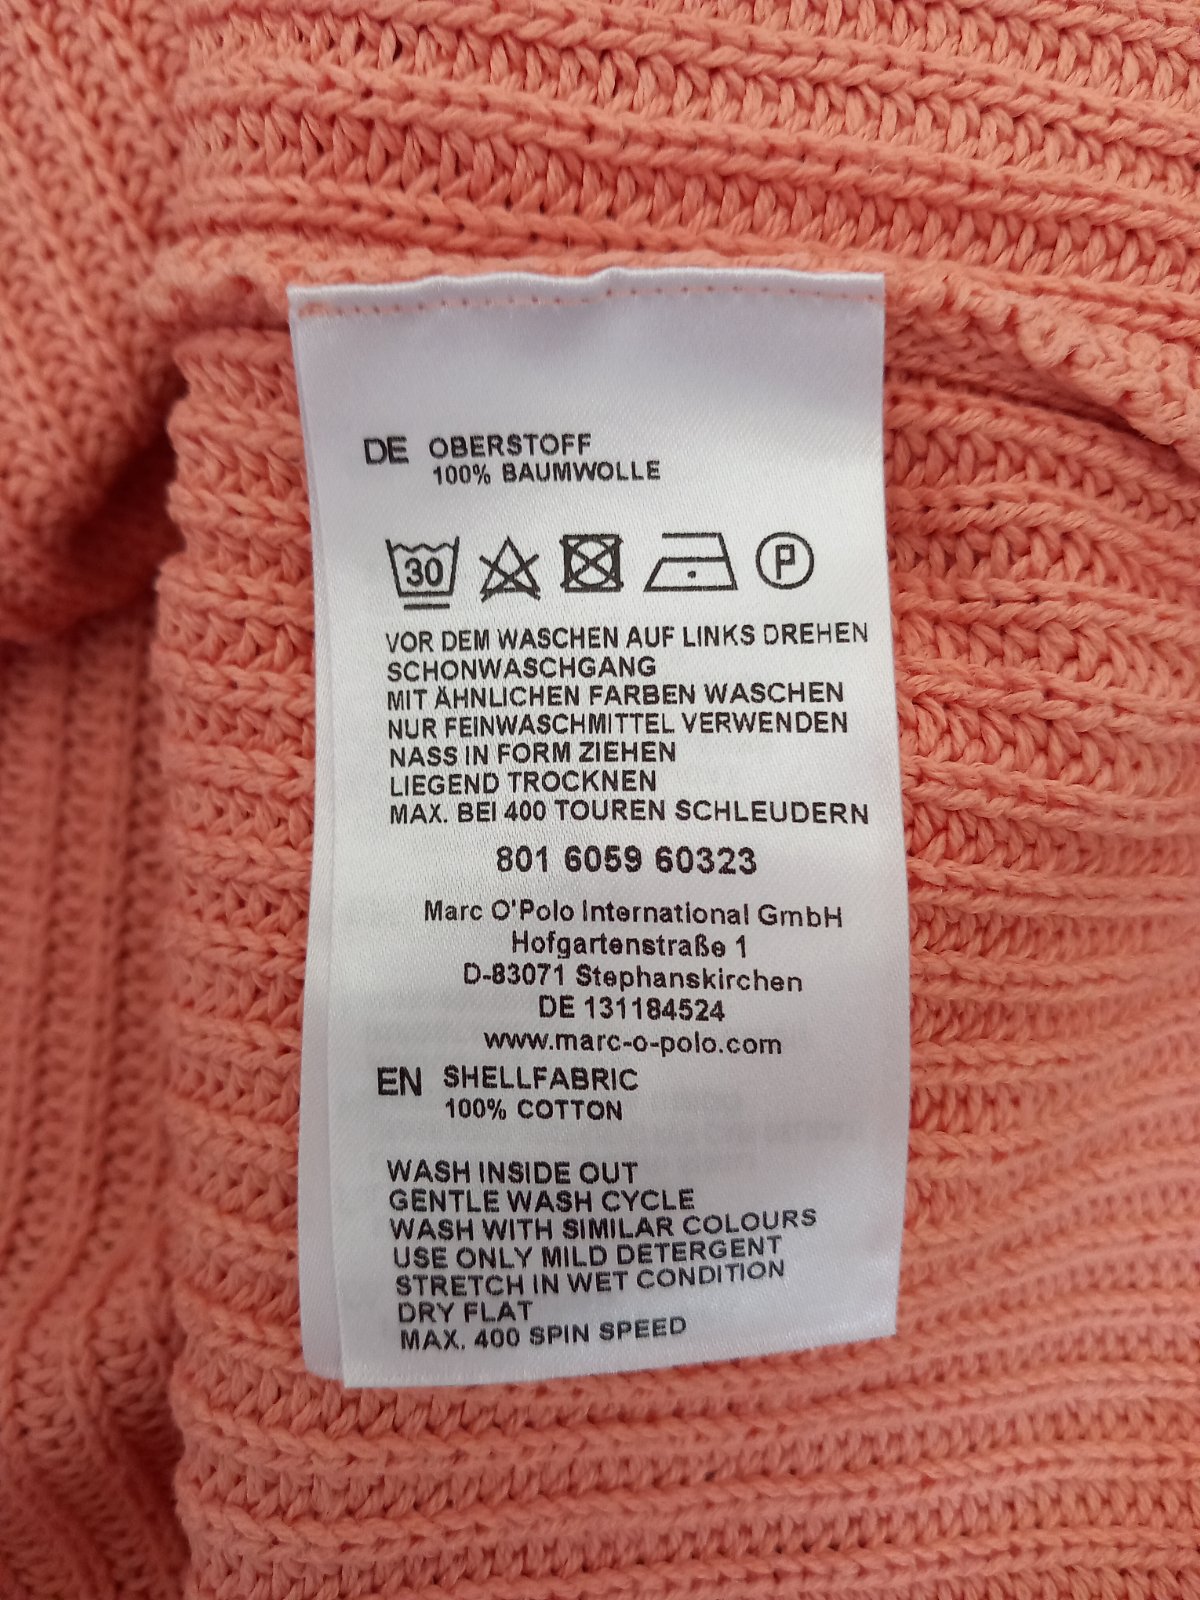 DE OBERSTOFF
100% BAUMWOLLE
30 P
VOR DEM WASCHEN AUF LINKS DREHEN
SCHONWASCHGANG
MIT ÄHNLICHEN FARBEN WASCHEN
NUR FEINWASCHMITTEL VERWENDEN
NASS IN FORM ZIEHEN
LIEGEND TROCKNEN
MAX. BEI 400 TOUREN SCHLEUDERN
801 6059 60323
Marc O'Polo International GmbH
Hofgartenstraße 1
D-83071 Stephanskirchen
DE 131184524
www.marc-o-polo.com
EN SHELLFABRIC
100% COTTON
WASH INSIDE OUT
GENTLE WASH CYCLE
WASH WITH SIMILAR COLOURS
USE ONLY MILD DETERGENT
STRETCH IN WET CONDITION
DRY FLAT
MAX. 400 SPIN SPEED